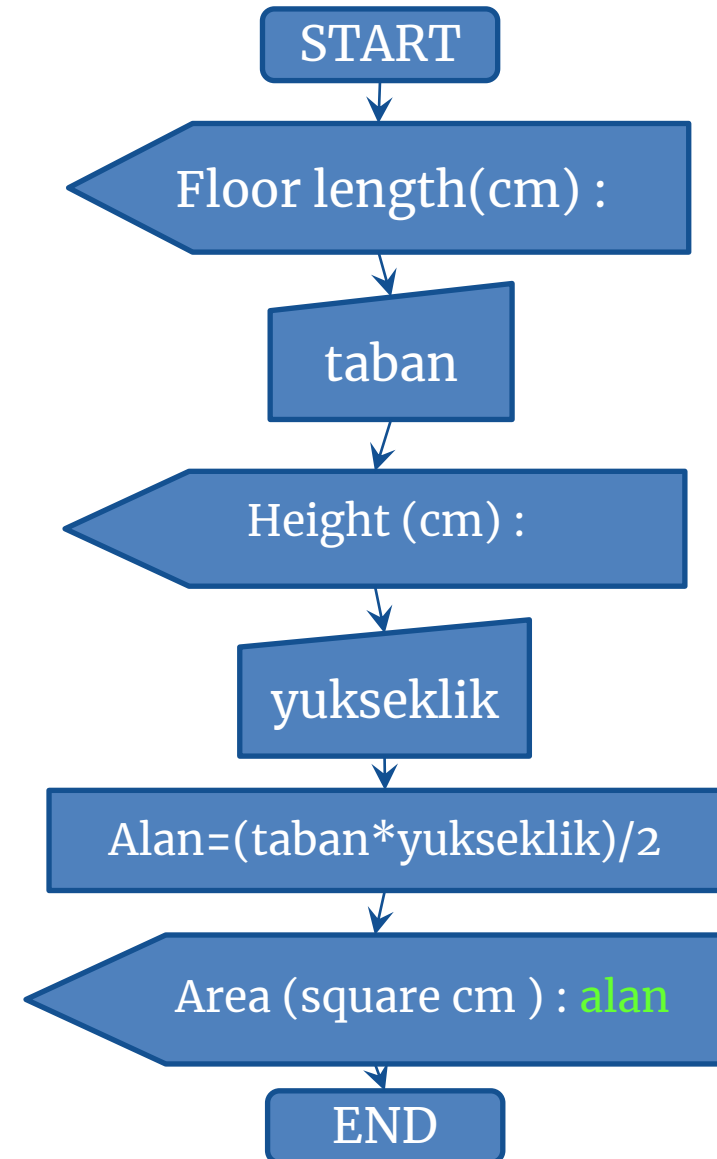 START
Floor length(cm) :
taban
Height (cm) :
yukseklik
Alan=(taban*yukseklik)/2
Area (square cm ) : alan
END